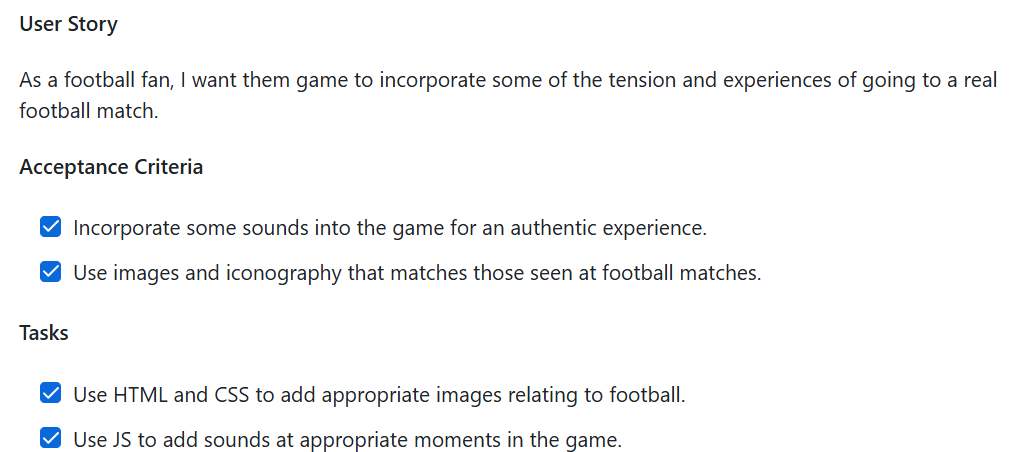 User Story
As a football fan, I want them game to incorporate some of the tension and experiences of going to a real
football match.
Acceptance Criteria
Incorporate some sounds into the game for an authentic experience.
Use images and iconography that matches those seen at football matches.
Tasks
Use HTML and CSS to add appropriate images relating to football.
Use JS to add sounds at appropriate moments in the game.